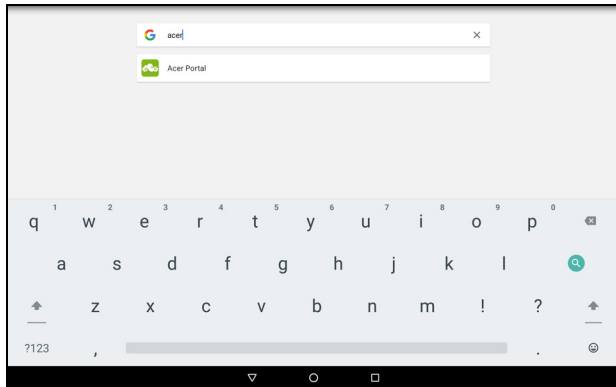 acer
Acer Portal
1 2 3 4 5 6 7 8 9 0
q w e r t y u i o p
a s d f g h j k l
z x c v b n m ! ?
?123 , .